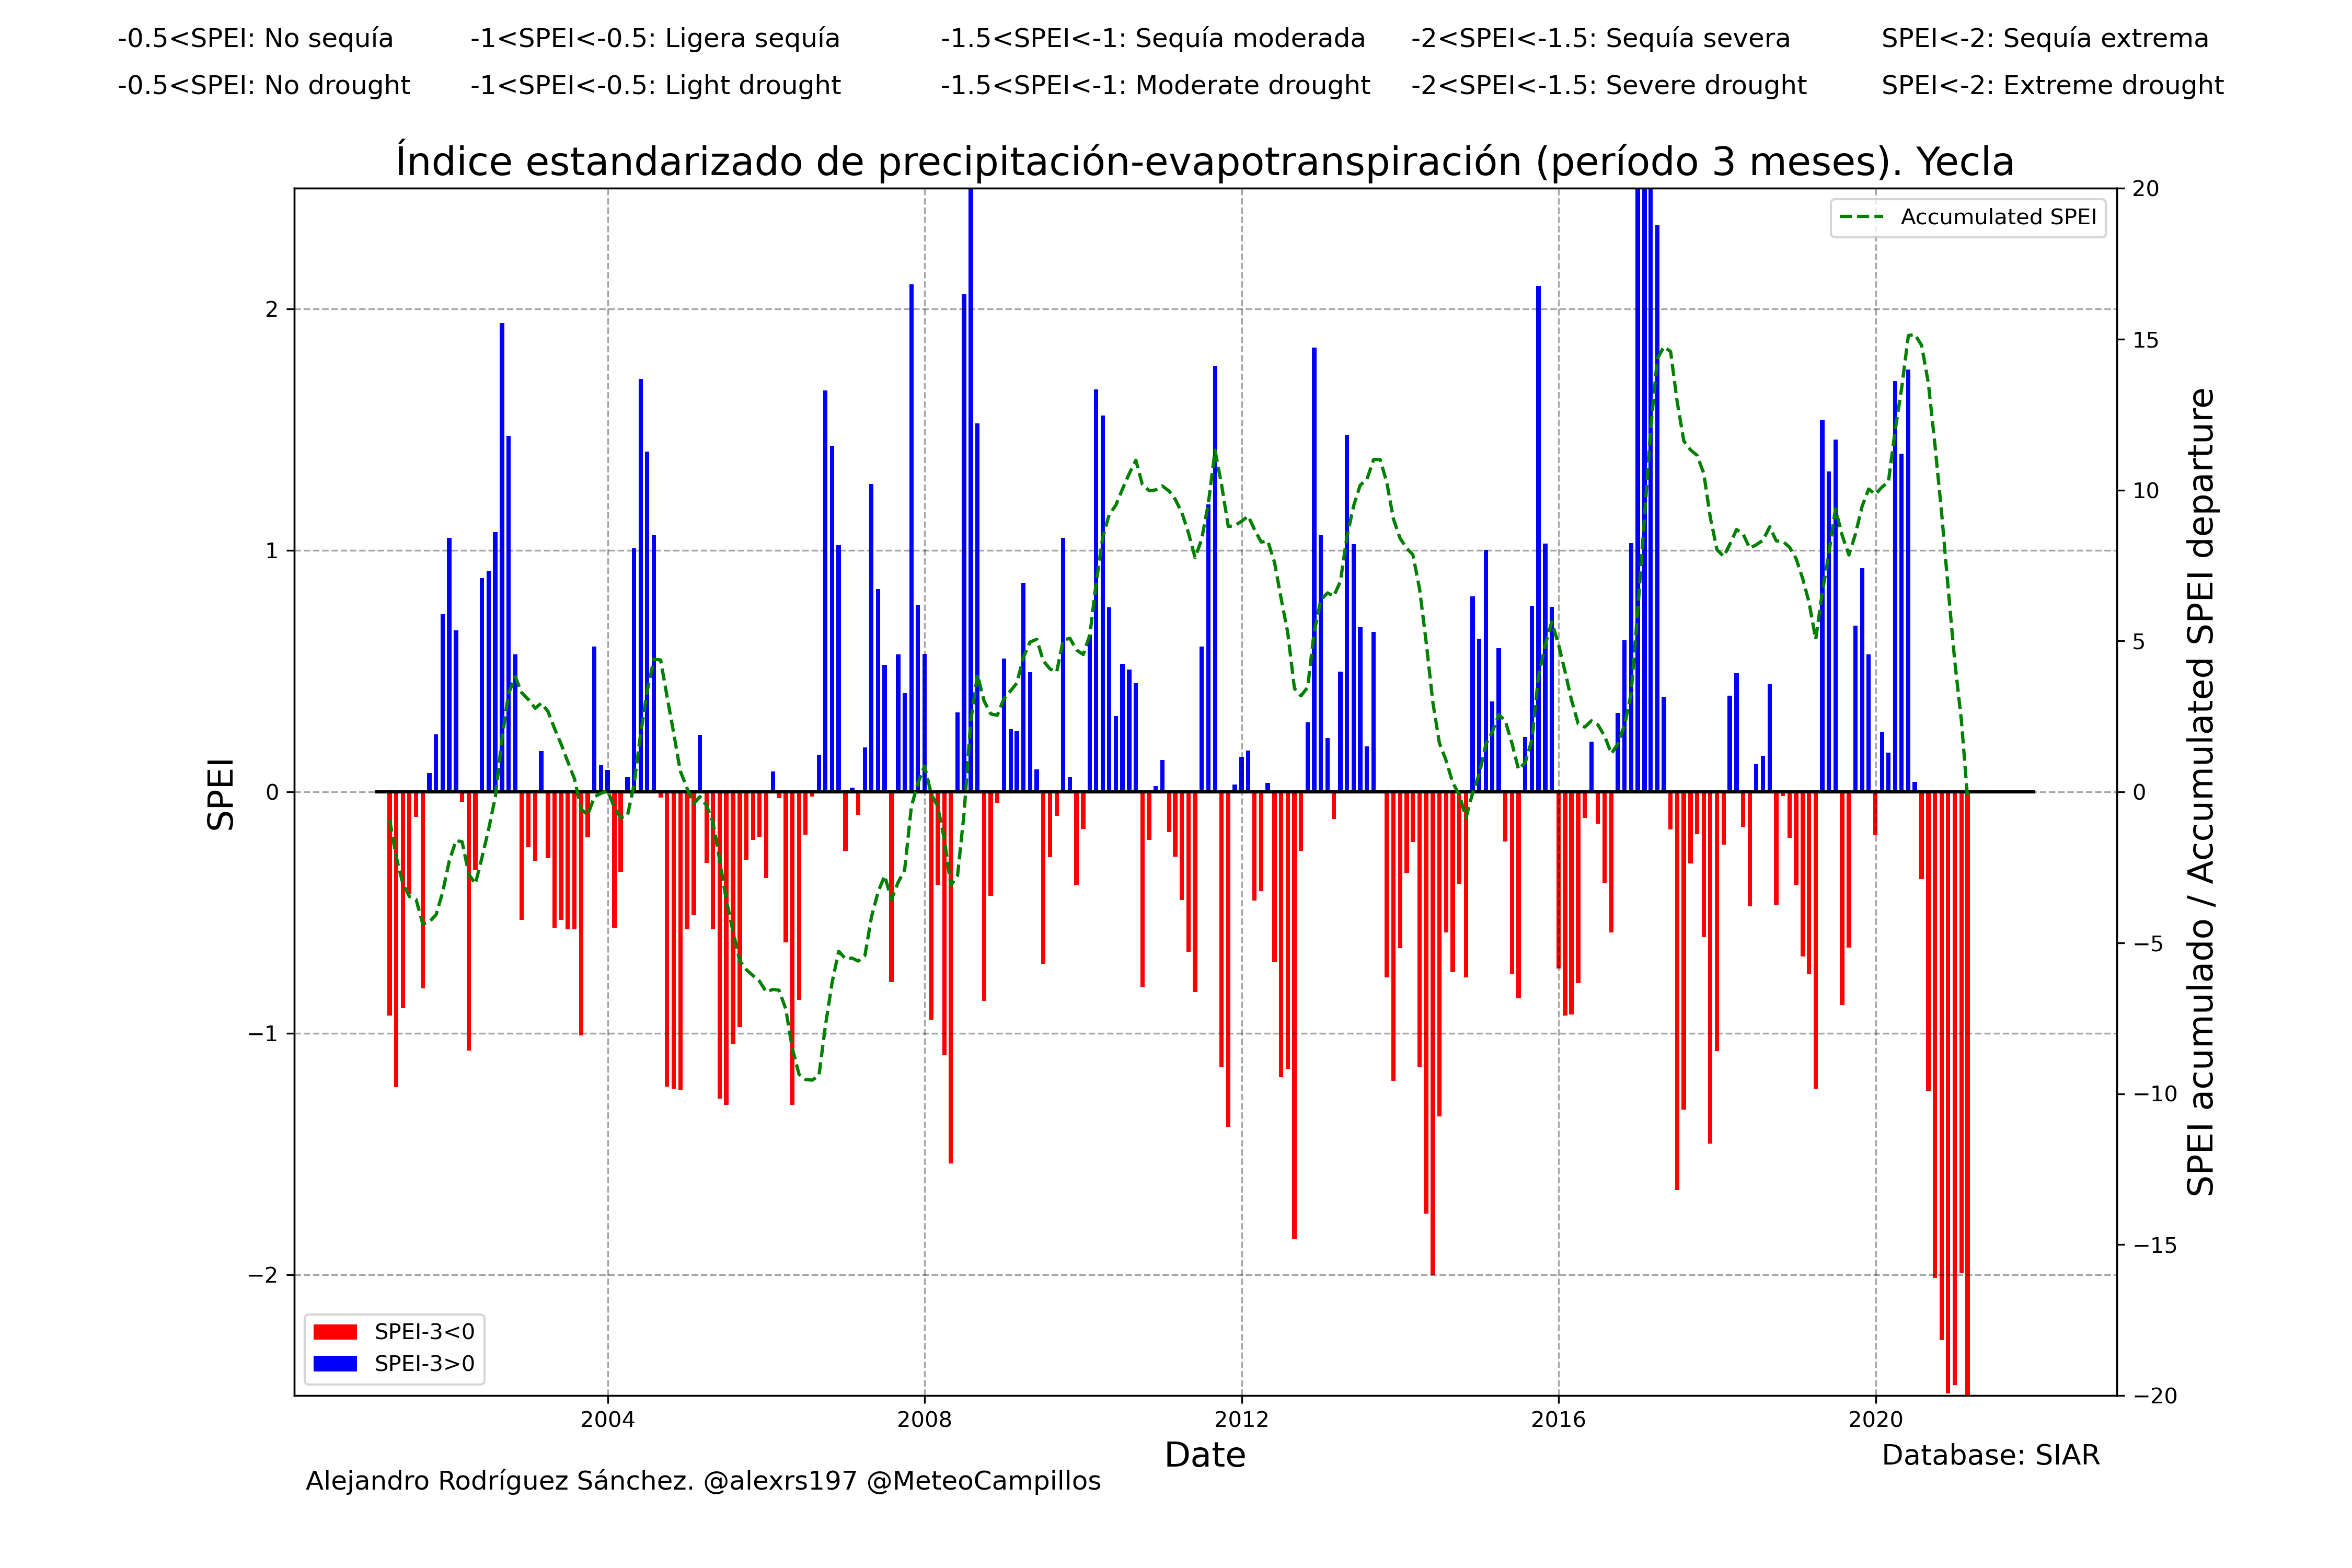 -0.5<SPEI: No sequía -1<SPEI<-0.5: Ligera sequía -1.5<SPEI<-1: Sequía moderada -2<SPEI<-1.5: Sequía severa SPEI<-2: Sequía extrema
-0.5<SPEI: No drought -1<SPEI<-0.5: Light drought -1.5<SPEI<-1: Moderate drought -2<SPEI<-1.5: Severe drought SPEI<-2: Extreme drought
Índice estandarizado de precipitación-evapotranspiración (período 3 meses). Yecla
Accumulated SPEI
SPEI
2
1
0
−1
−2
20
15
10
5
0
−5
−10
−15
−20
SPEI acumulado / Accumulated SPEI departure
SPEI-3<0
SPEI-3>0
2004 2008 2012 2016 2020
Date
Database: SIAR
Alejandro Rodríguez Sánchez. @alexrs197 @MeteoCampillos